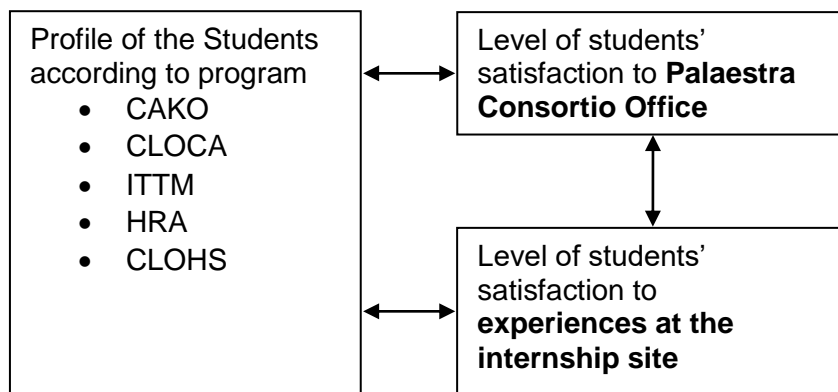 Profile of the Students
according to program
• CAKO
• CLOCA
• ITTM
• HRA
• CLOHS
Level of students’
satisfaction to Palaestra
Consortio Office
Level of students’
satisfaction to
experiences at the
internship site